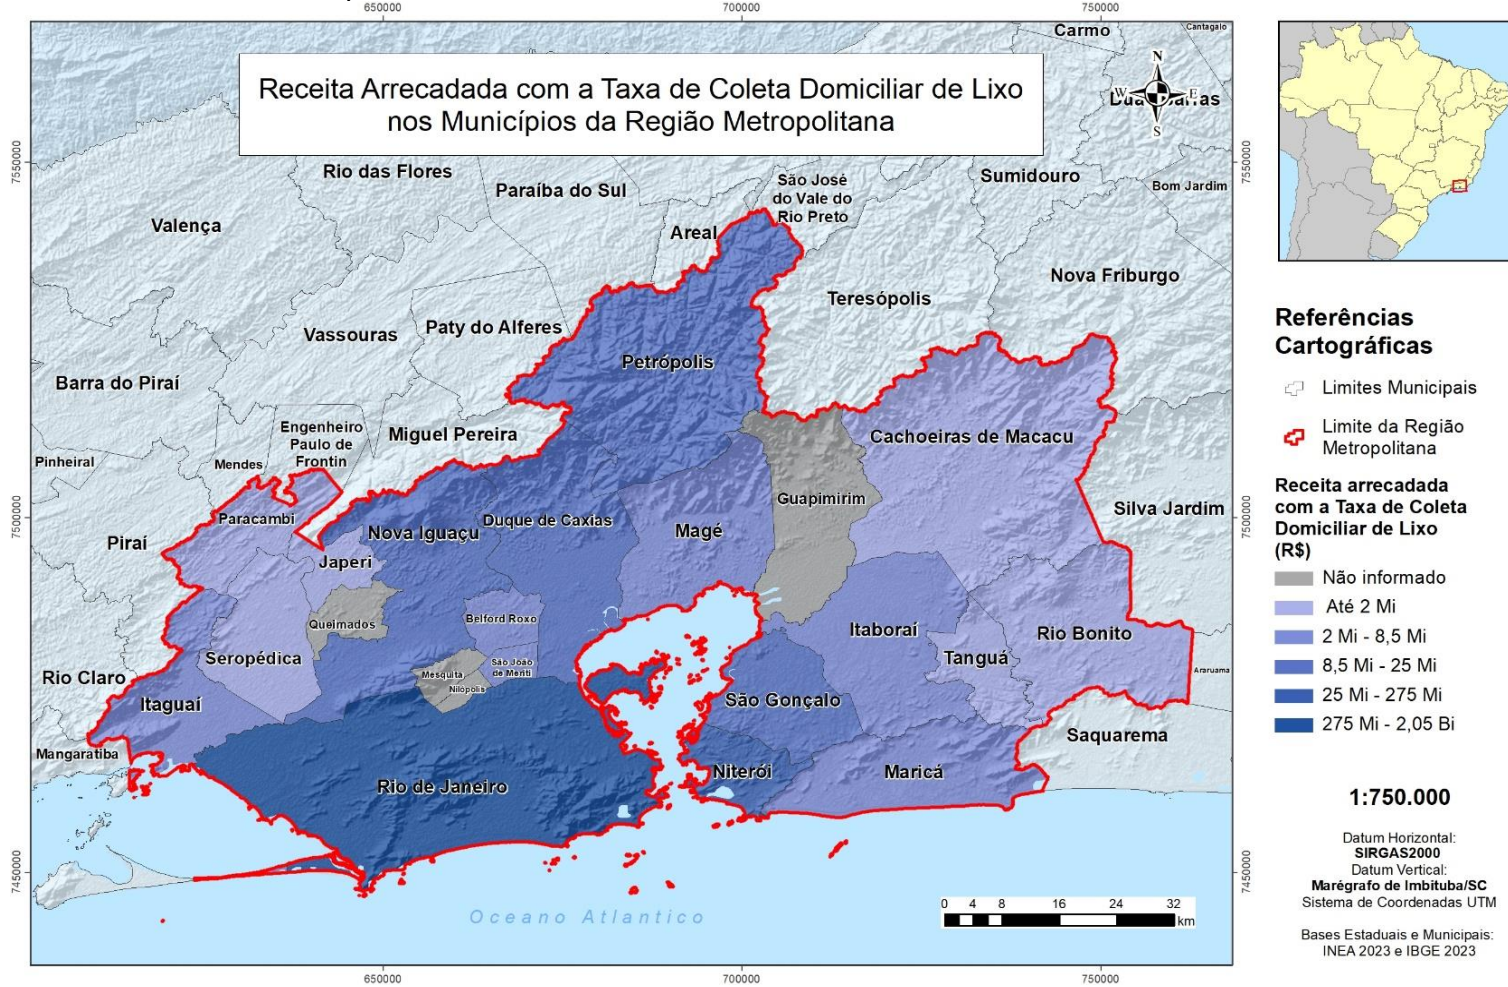 650000
700000
750000
Receita Arrecadada com a Taxa de Coleta Domiciliar de Lixo
nos Municípios da Região Metropolitana
Carmo
Cantagalo
N
W
E
S
7550000
7550000
Rio das Flores
Paraíba do Sul
São José
do Vale do
Rio Preto
Sumidouro
Bom Jardim
Valença
Areal
Nova Friburgo
Teresópolis
Vassouras
Paty do Alferes
Petrópolis
Barra do Piraí
Engenheiro
Paulo de
Frontin
Miguel Pereira
Cachoeiras de Macacu
Pinheiral
Mendes
Guapimirim
Paracambi
Nova Iguaçu
Duque de Caxias
Magé
Silva Jardim
7500000
7500000
Piraí
Japeri
Queimados
Belford Roxo
Itaboraí
Rio Bonito
Seropédica
São João
de Meriti
Tanguá
Mesquita
Nilópolis
Rio Claro
Araruama
Itaguaí
São Gonçalo
Saquarema
Mangaratiba
Niterói
Maricá
Rio de Janeiro
7450000
7450000
Oceano Atlantico
0 4 8 16 24 32
km
650000
700000
750000
Referências
Cartográficas
Limites Municipais
Limite da Região
Metropolitana
Receita arrecadada
com a Taxa de Coleta
Domiciliar de Lixo
(R$)
Não informado
Até 2 Mi
2 Mi - 8,5 Mi
8,5 Mi - 25 Mi
25 Mi - 275 Mi
275 Mi - 2,05 Bi
1:750.000
Datum Horizontal:
SIRGAS2000
Datum Vertical:
Marégrafo de Imbituba/SC
Sistema de Coordenadas UTM
Bases Estaduais e Municipais:
INEA 2023 e IBGE 2023